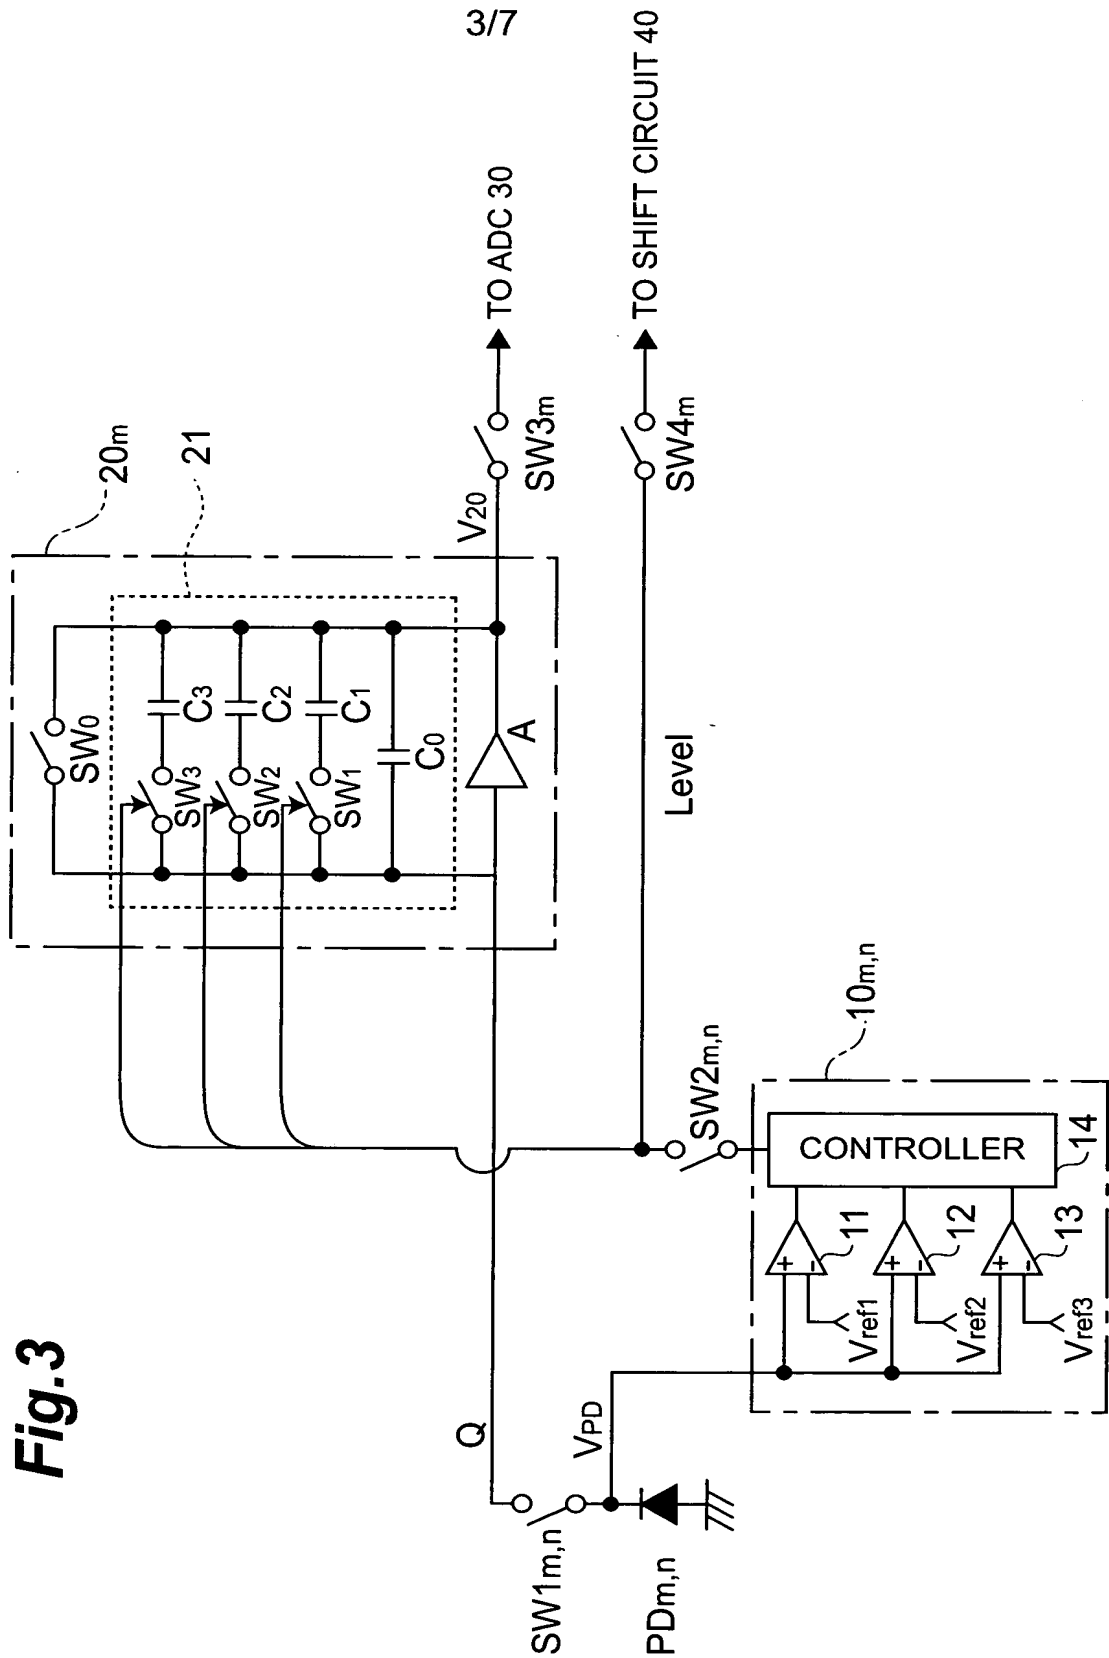 3/7
Fig.3
20m
21
SW0
C3
SW3
C2
SW2
C1
SW1
C0
A
V20
SW3m
TO ADC 30
SW4m
TO SHIFT CIRCUIT 40
Level
Q
SW1m,n
VPD
PDm,n
SW2m,n
10m,n
CONTROLLER
14
+
-
11
Vref1
+
-
12
Vref2
+
-
13
Vref3